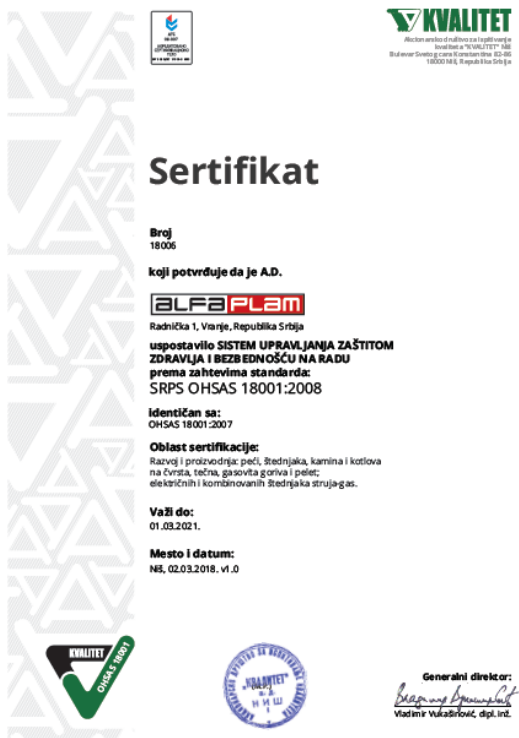 KVALITET
Akcionarsko društvo za ispitivanje
kvaliteta "KVALITET" Niš
Bulevar Svetog cara Konstantina 82-86
18000 Niš, Republika Srbija
Sertifikat
Broj
18006
koji potvrđuje da je A.D.
ALFA PLAM
Radnička 1, Vranje, Republika Srbija
uspostavilo SISTEM UPRAVLJANJA ZAŠTITOM
ZDRAVLJA I BEZBEDNOŠĆU NA RADU
prema zahtevima standarda:
SRPS OHSAS 18001:2008
identičan sa:
OHSAS 18001:2007
Oblast sertifikacije:
Razvoj i proizvodnja: peći, štednjaka, kamina i kotlova
na čvrsta, tečna, gasovita goriva i pelet;
električnih i kombinovanih štednjaka struja-gas.
Važi do:
01.03.2021.
Mesto i datum:
Niš, 02.03.2018. v1.0
KVALITET
OHSAS 18001
"КВАЛИТЕТ"
НИШ
Generalni direktor:
Vladimir Vukašinović, dipl. inž.